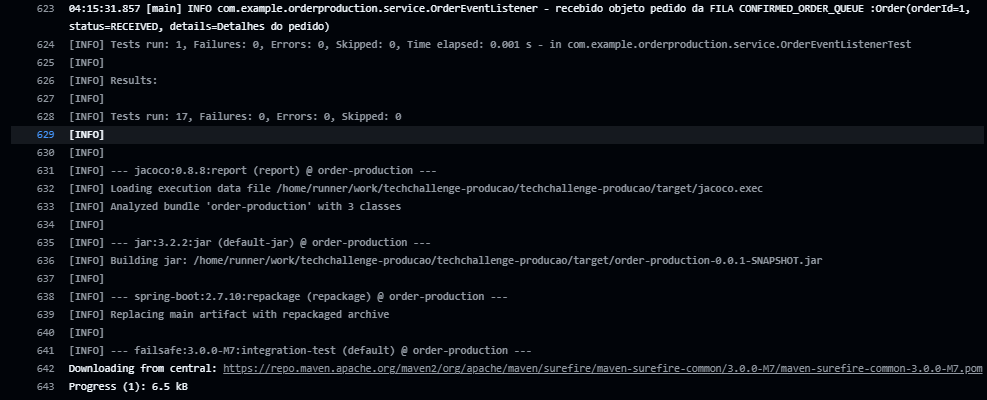 623 04:15:31.857 [main] INFO com.example.orderproduction.service.OrderEventListener - recebido objeto pedido da FILA CONFIRMED_ORDER_QUEUE :Order(orderId=1,
status=RECEIVED, details=Detalhes do pedido)
624 [INFO] Tests run: 1, Failures: 0, Errors: 0, Skipped: 0, Time elapsed: 0.001 s - in com.example.orderproduction.service.OrderEventListenerTest
625 [INFO]
626 [INFO] Results:
627 [INFO]
628 [INFO] Tests run: 17, Failures: 0, Errors: 0, Skipped: 0
629 [INFO]
630 [INFO]
631 [INFO] --- jacoco:0.8.8:report (report) @ order-production ---
632 [INFO] Loading execution data file /home/runner/work/techchallenge-producao/techchallenge-producao/target/jacoco.exec
633 [INFO] Analyzed bundle 'order-production' with 3 classes
634 [INFO]
635 [INFO] --- jar:3.2.2:jar (default-jar) @ order-production ---
636 [INFO] Building jar: /home/runner/work/techchallenge-producao/techchallenge-producao/target/order-production-0.0.1-SNAPSHOT.jar
637 [INFO]
638 [INFO] --- spring-boot:2.7.10:repackage (repackage) @ order-production ---
639 [INFO] Replacing main artifact with repackaged archive
640 [INFO]
641 [INFO] --- failsafe:3.0.0-M7:integration-test (default) @ order-production ---
642 Downloading from central: https://repo.maven.apache.org/maven2/org/apache/maven/surefire/maven-surefire-common/3.0.0-M7/maven-surefire-common-3.0.0-M7.pom
643 Progress (1): 6.5 kB